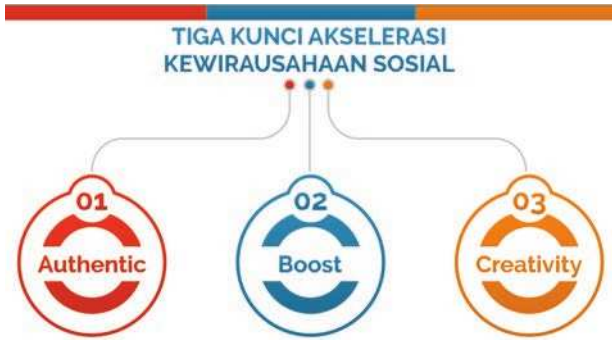 TIGA KUNCI AKSELERASI
KEWIRAUSAHAAN SOSIAL
01
Authentic
02
Boost
03
Creativity